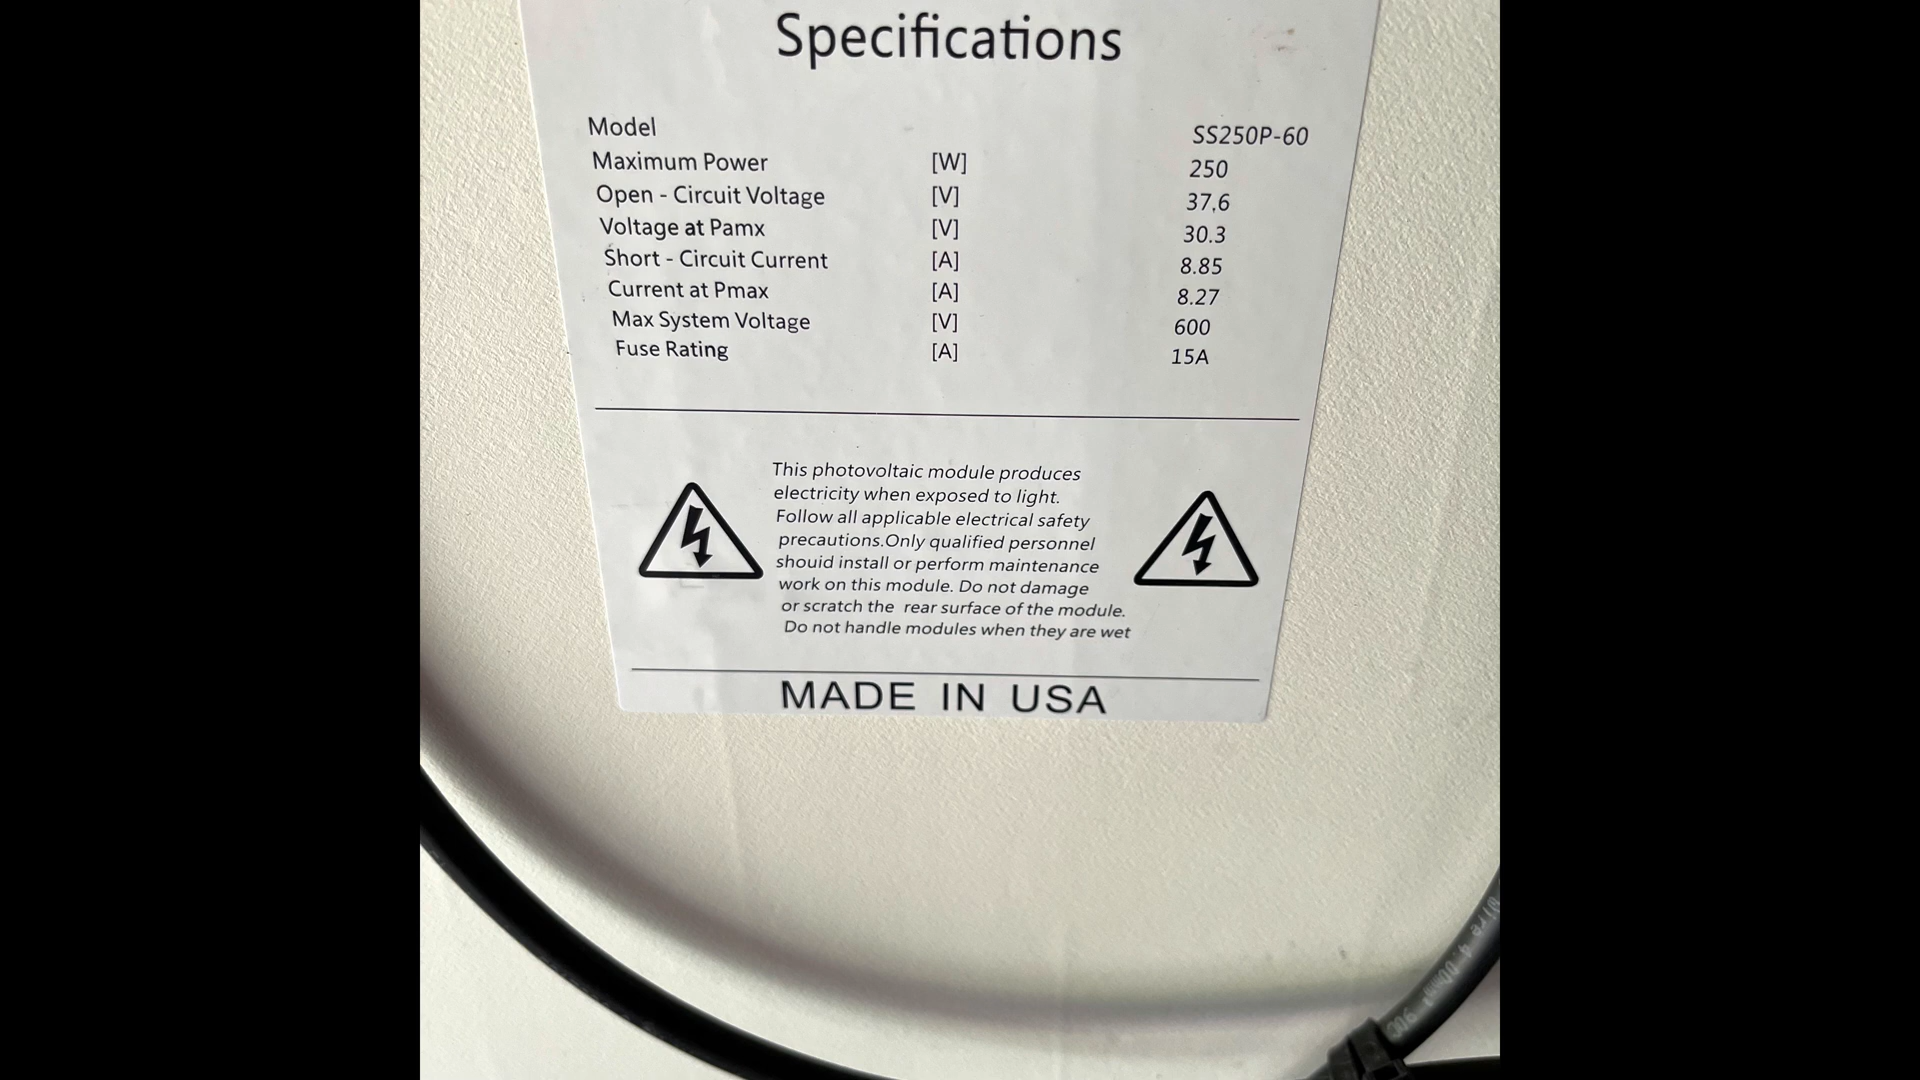 Specifications
Model SS250P-60
Maximum Power [W] 250
Open - Circuit Voltage [V] 37,6
Voltage at Pamx [V] 30.3
Short - Circuit Current [A] 8.85
Current at Pmax [A] 8.27
Max System Voltage [V] 600
Fuse Rating [A] 15A
This photovoltaic module produces
electricity when exposed to light.
Follow all applicable electrical safety
precautions.Only qualified personnel
shouid install or perform maintenance
work on this module. Do not damage
or scratch the rear surface of the module.
Do not handle modules when they are wet
MADE IN USA